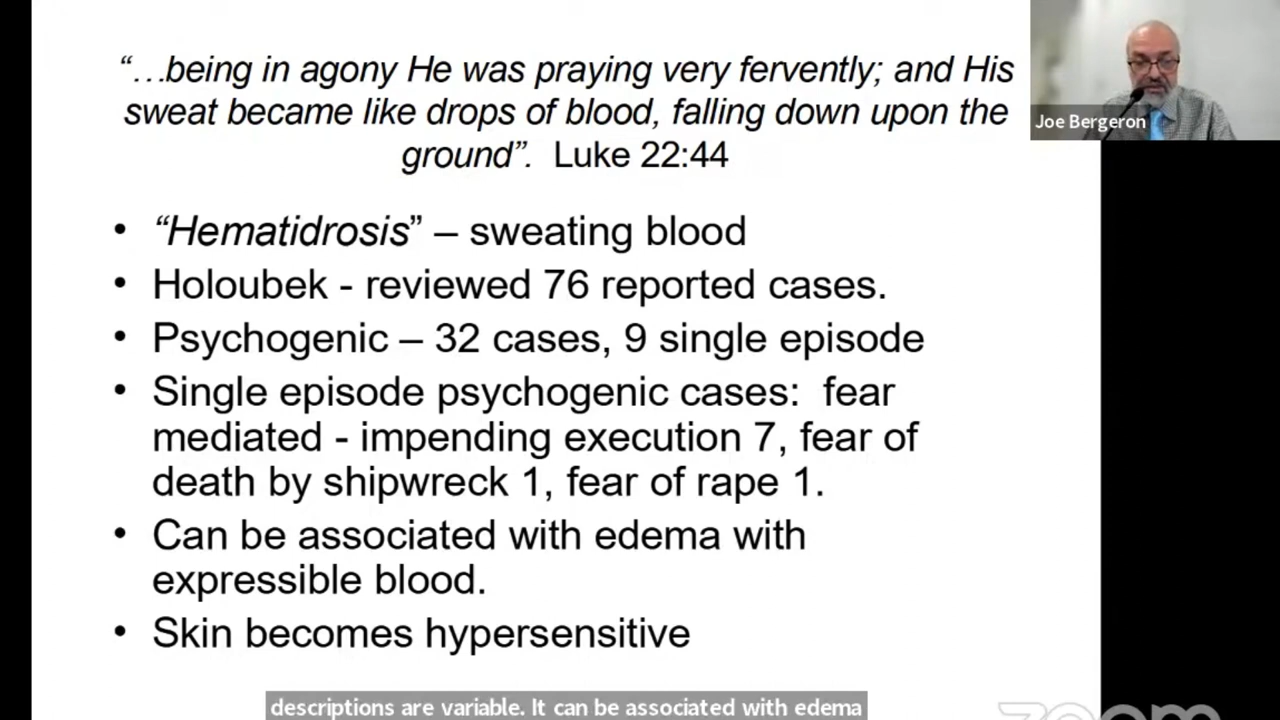 “…being in agony He was praying very fervently; and His
sweat became like drops of blood, falling down upon the
ground”.  Luke 22:44
Joe Bergeron
• “Hematidrosis” – sweating blood
• Holoubek - reviewed 76 reported cases.
• Psychogenic – 32 cases, 9 single episode
• Single episode psychogenic cases:  fear
mediated - impending execution 7, fear of
death by shipwreck 1, fear of rape 1.
• Can be associated with edema with
expressible blood.
• Skin becomes hypersensitive
descriptions are variable. It can be associated with edema
zoom